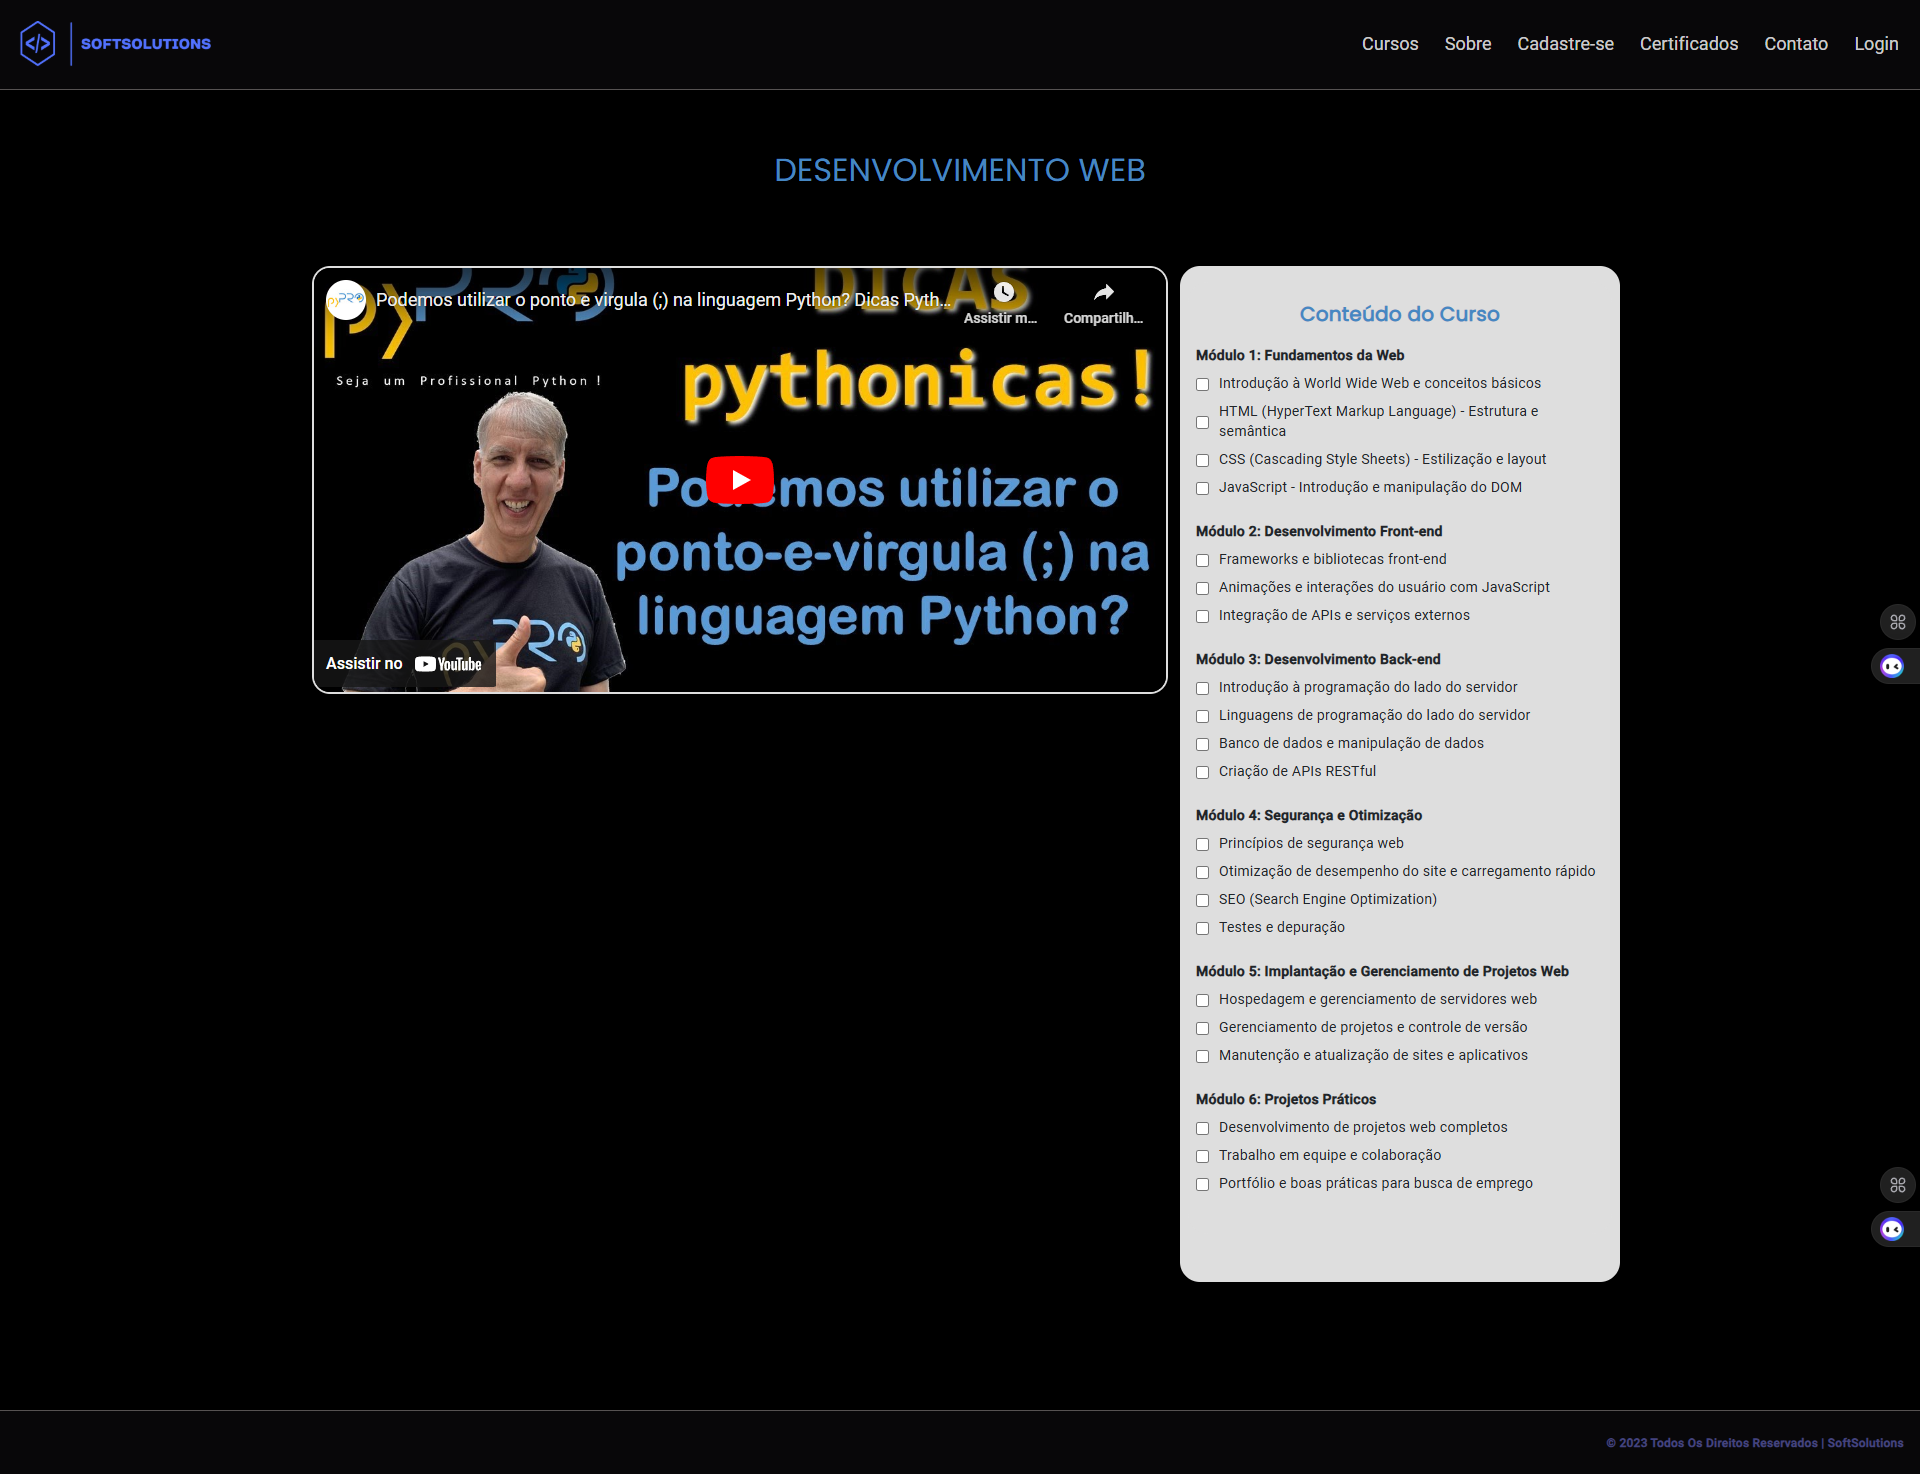 SOFTSOLUTIONS
Cursos Sobre Cadastre-se Certificados Contato Login
DESENVOLVIMENTO WEB
Podemos utilizar o ponto e virgula (;) na linguagem Python? Dicas Pyth...
Assistir m...
Compartilh...
DICAS
Seja um Profissional Python !
pythonicas!
Podemos utilizar o
ponto-e-virgula (;) na
linguagem Python?
Assistir no YouTube
Conteúdo do Curso
Módulo 1: Fundamentos da Web
Introdução à World Wide Web e conceitos básicos
HTML (HyperText Markup Language) - Estrutura e
semântica
CSS (Cascading Style Sheets) - Estilização e layout
JavaScript - Introdução e manipulação do DOM
Módulo 2: Desenvolvimento Front-end
Frameworks e bibliotecas front-end
Animações e interações do usuário com JavaScript
Integração de APIs e serviços externos
Módulo 3: Desenvolvimento Back-end
Introdução à programação do lado do servidor
Linguagens de programação do lado do servidor
Banco de dados e manipulação de dados
Criação de APIs RESTful
Módulo 4: Segurança e Otimização
Princípios de segurança web
Otimização de desempenho do site e carregamento rápido
SEO (Search Engine Optimization)
Testes e depuração
Módulo 5: Implantação e Gerenciamento de Projetos Web
Hospedagem e gerenciamento de servidores web
Gerenciamento de projetos e controle de versão
Manutenção e atualização de sites e aplicativos
Módulo 6: Projetos Práticos
Desenvolvimento de projetos web completos
Trabalho em equipe e colaboração
Portfólio e boas práticas para busca de emprego
© 2023 Todos Os Direitos Reservados | SoftSolutions